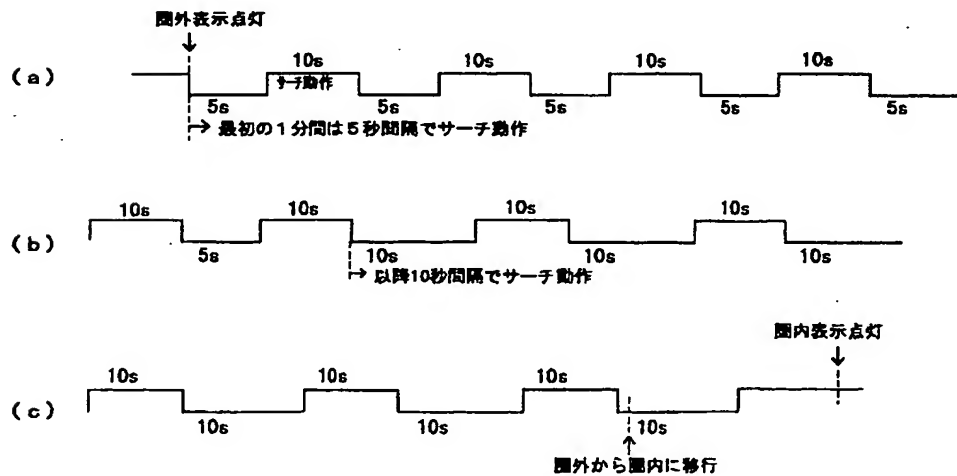 圏外表示点灯
(a)
10s 10s 10s 10s
サーチ動作
5s 5s 5s 5s 5s
最初の1分間は5秒間隔でサーチ動作
(b)
10s 10s 10s 10s
5s 10s 10s 10s
以降10秒間隔でサーチ動作
圏内表示点灯
(c)
10s 10s 10s
10s 10s 10s
圏外から圏内に移行